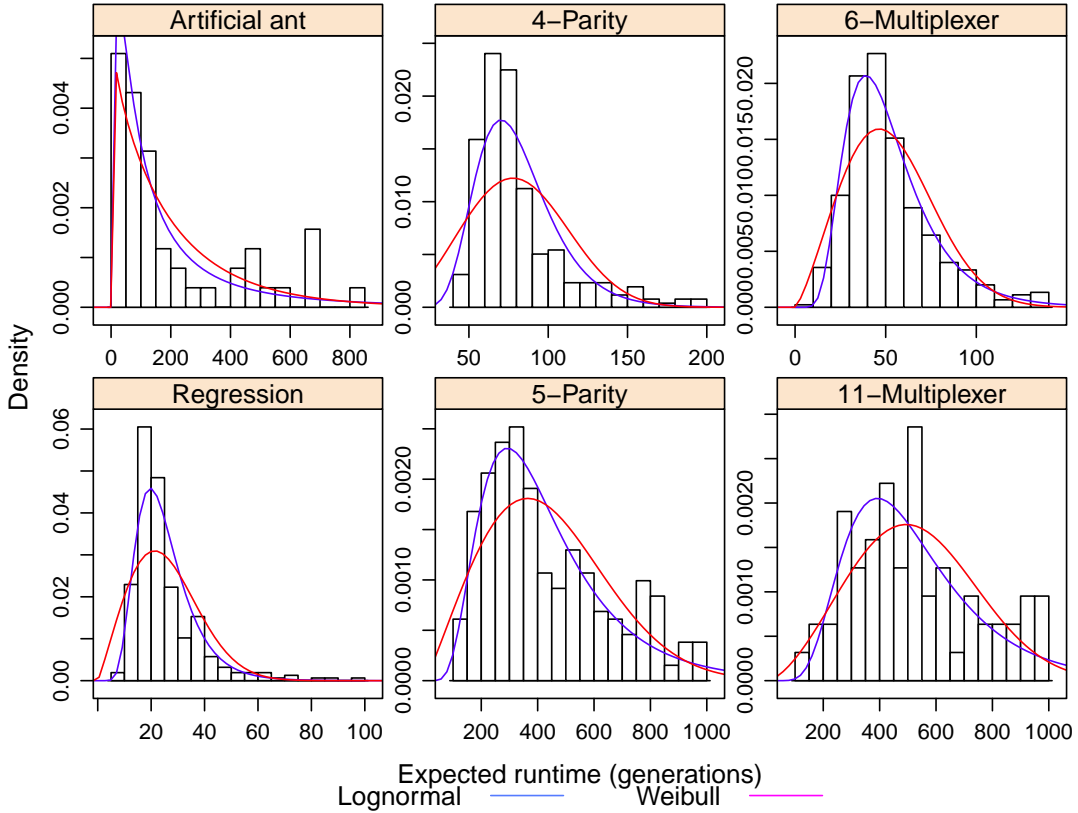 Artificial ant
4−Parity
6−Multiplexer
0.000 0.002 0.004
0.000 0.010 0.020
0.0000.0050.0100.0150.020
0 200 400 600 800
50 100 150 200
0 50 100
Density
Regression
5−Parity
11−Multiplexer
0.00 0.02 0.04 0.06
0.0000 0.0010 0.0020
0.0000 0.0010 0.0020
20 40 60 80 100
200 400 600 800 1000
200 400 600 800 1000
Expected runtime (generations)
Lognormal
Weibull